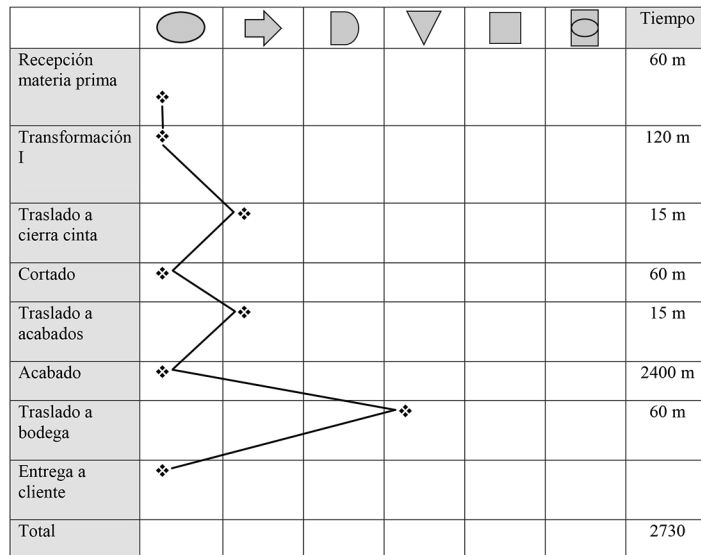 Tiempo
Recepción
materia prima
60 m
Transformación
I
120 m
Traslado a
cierra cinta
15 m
Cortado
60 m
Traslado a
acabados
15 m
Acabado
2400 m
Traslado a
bodega
60 m
Entrega a
cliente
Total
2730